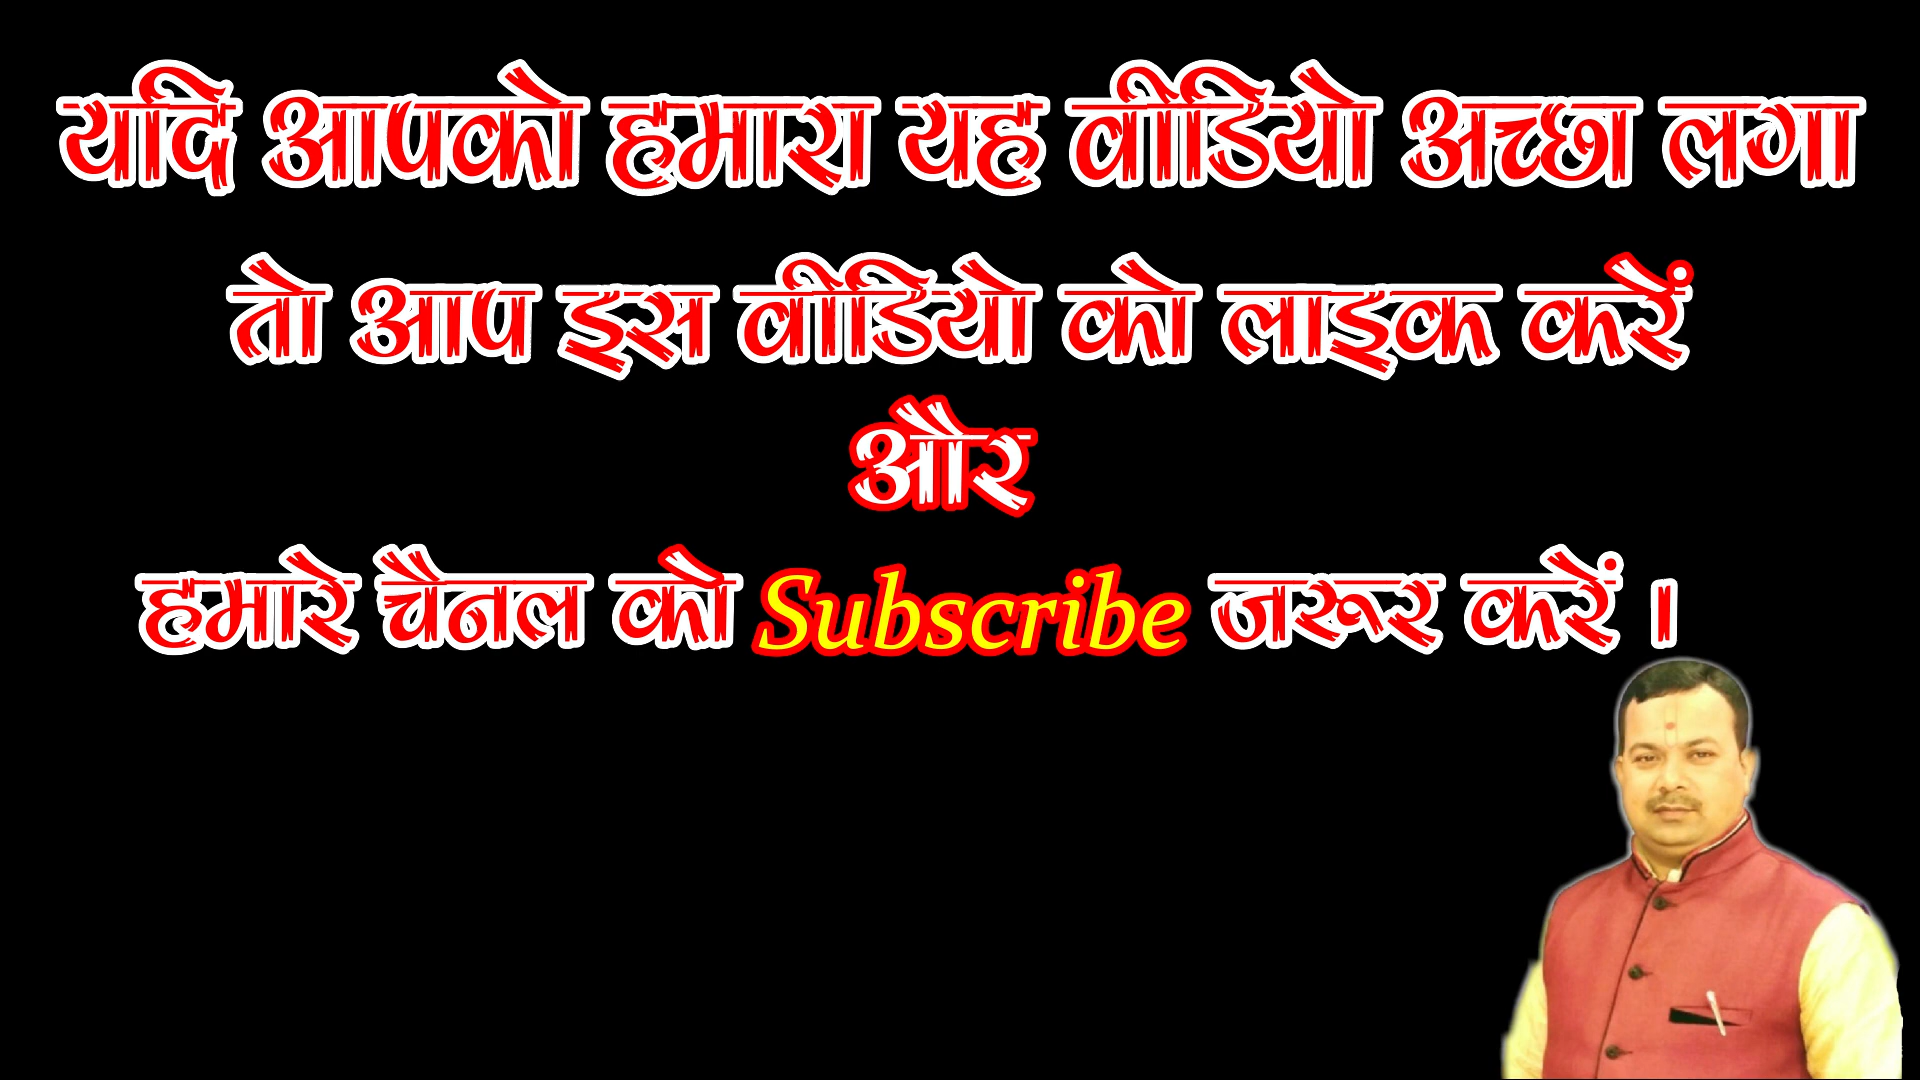 यदि आपको हमारा यह वीडियो अच्छा लगा
तो आप इस वीडियो को लाइक करें
और
हमारे चैनल को Subscribe जरूर करें ।